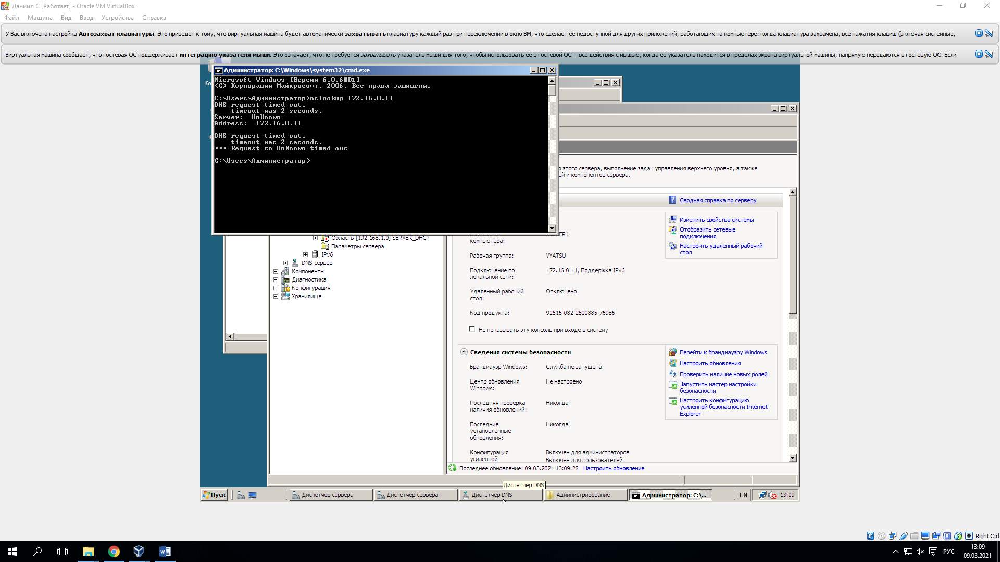 Даниил С [Работает] - Oracle VM VirtualBox
Файл Машина Вид Ввод Устройства Справка
У Вас включена настройка Автозахват клавиатуры. Это приведет к тому, что виртуальная машина будет автоматически захватывать клавиатуру каждый раз при переключении в окно ВМ, что сделает её недоступной для других приложений, работающих на компьютере: когда клавиатура захвачена, все нажатия клавиш (включая системные,
Виртуальная машина сообщает, что гостевая ОС поддерживает интеграцию указателя мыши. Это означает, что не требуется захватывать указатель мыши для того, чтобы использовать её в гостевой ОС -- все действия с мышью, когда её указатель находится в пределах экрана виртуальной машины, напрямую передаются в гостевую ОС. Если
Администратор: C:\Windows\system32\cmd.exe
Microsoft Windows [Версия 6.0.6001]
(C) Корпорация Майкрософт, 2006. Все права защищены.
C:\Users\Администратор>nslookup 172.16.0.11
DNS request timed out.
timeout was 2 seconds.
Server: UnKnown
Address: 172.16.0.11
DNS request timed out.
timeout was 2 seconds.
*** Request to UnKnown timed-out
C:\Users\Администратор>
этого сервера, выполнение задач управления верхнего уровня, а также
ей и компонентов сервера.
Сводная справка по серверу
Изменить свойства системы
Отобразить сетевые
подключения
Настроить удаленный рабочий
стол
Область [192.168.1.0] SERVER_DHCP
Параметры сервера
IPv6
DNS-сервер
Компоненты
Диагностика
Конфигурация
Хранилище
компьютера:
Рабочая группа: VYATSU
Подключение по
локальной сети:
172.16.0.11, Поддержка IPv6
Удаленный рабочий
стол:
Отключено
Код продукта: 92516-082-2500885-76986
Не показывать эту консоль при входе в систему
Сведения системы безопасности
Брандмауэр Windows: Служба не запущена
Центр обновления
Windows:
Не настроено
Последняя проверка
наличия обновлений:
Никогда
Последние
установленные
обновления:
Никогда
Конфигурация
усиленной
Включен для администраторов
Включен для пользователей
Перейти к брандмауэру Windows
Настроить обновления
Проверить наличие новых ролей
Запустить мастер настройки
безопасности
Настроить конфигурацию
усиленной безопасности Internet
Explorer
Последнее обновление: 09.03.2021 13:09:28 Настроить обновление
Диспетчер DNS
Пуск Диспетчер сервера Диспетчер сервера Диспетчер DNS Администрирование Администратор: C:\... EN 13:09
Right Ctrl
РУС
13:09
09.03.2021